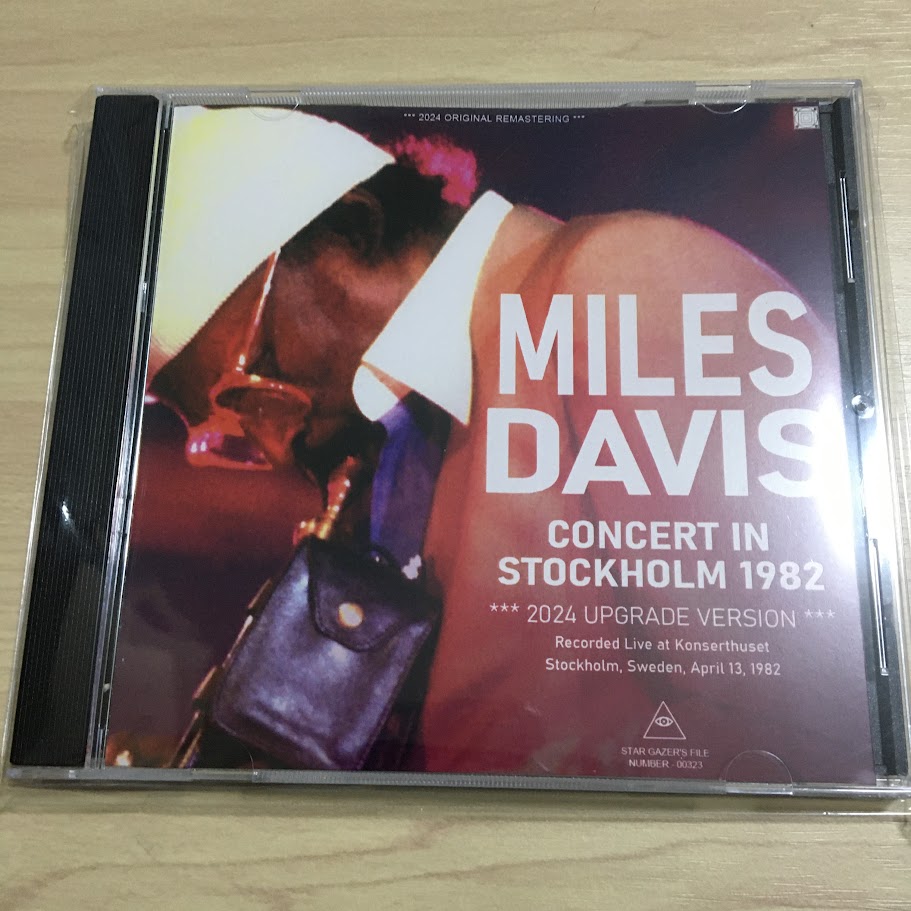 *** 2024 ORIGINAL REMASTERING ***
MILES
DAVIS
CONCERT IN
STOCKHOLM 1982
*** 2024 UPGRADE VERSION ***
Recorded Live at Konserthuset
Stockholm, Sweden, April 13, 1982
STAR GAZER'S FILE
NUMBER - 00323